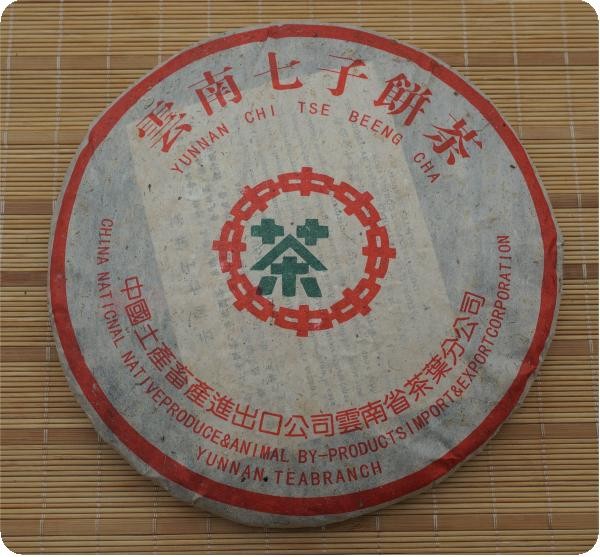 雲南七子餅茶
YUNNAN CHI TSE BEENG CHA
茶
中國土產畜產進出口公司雲南省茶葉分公司
CHINA NATIONAL NATIVEPRODUCE&ANIMAL BY-PRODUCTSIMPORT&EXPORTCORPORATION
YUNNAN TEABRANCH